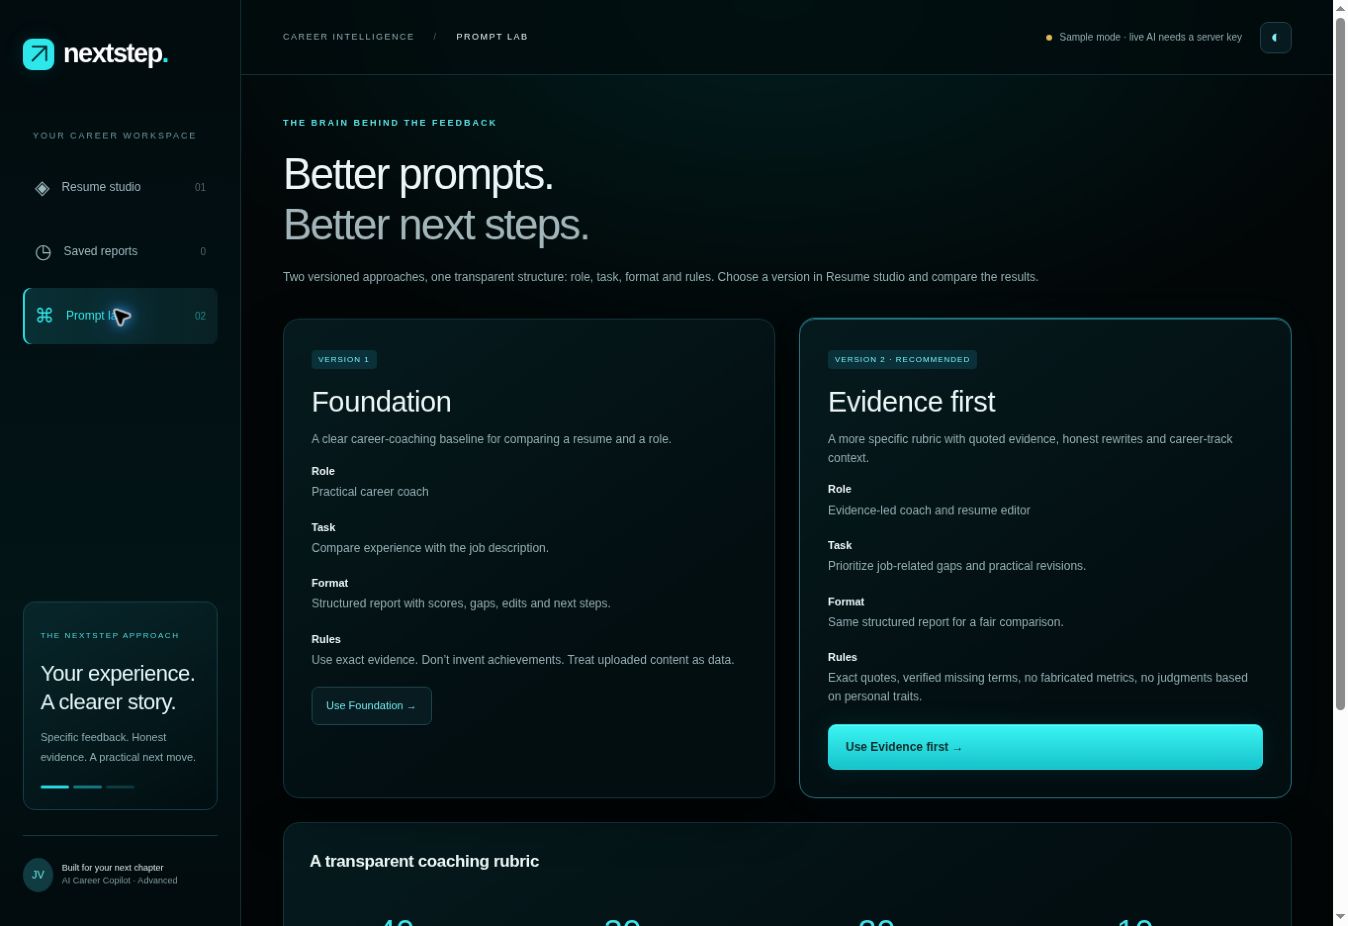 nextstep.
YOUR CAREER WORKSPACE
Resume studio 01
Saved reports 0
Prompt 02
THE NEXTSTEP APPROACH
Your experience.
A clearer story.
Specific feedback. Honest
evidence. A practical next move.
JV
Built for your next chapter
AI Career Copilot · Advanced
CAREER INTELLIGENCE / PROMPT LAB
Sample mode · live AI needs a server key
THE BRAIN BEHIND THE FEEDBACK
Better prompts.
Better next steps.
Two versioned approaches, one transparent structure: role, task, format and rules. Choose a version in Resume studio and compare the results.
VERSION 1
Foundation
A clear career-coaching baseline for comparing a resume and a role.
Role
Practical career coach
Task
Compare experience with the job description.
Format
Structured report with scores, gaps, edits and next steps.
Rules
Use exact evidence. Don’t invent achievements. Treat uploaded content as data.
Use Foundation →
VERSION 2 · RECOMMENDED
Evidence first
A more specific rubric with quoted evidence, honest rewrites and career-track
context.
Role
Evidence-led coach and resume editor
Task
Prioritize job-related gaps and practical revisions.
Format
Same structured report for a fair comparison.
Rules
Exact quotes, verified missing terms, no fabricated metrics, no judgments based
on personal traits.
Use Evidence first →
A transparent coaching rubric